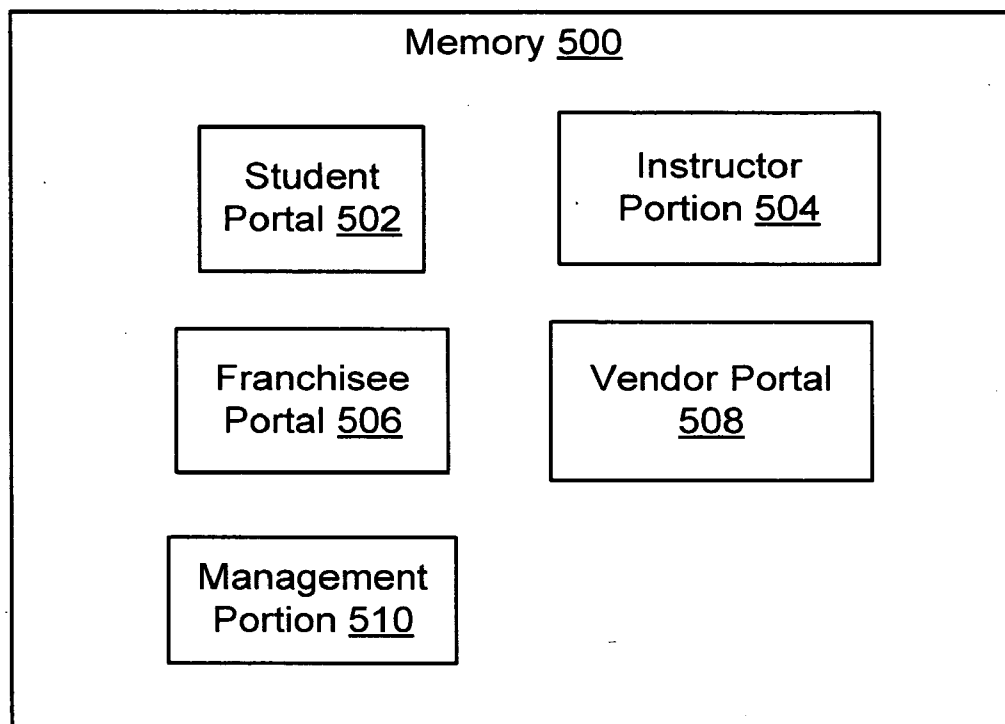 Memory 500
Student
Portal 502
Instructor
Portion 504
Franchisee
Portal 506
Vendor Portal
508
Management
Portion 510